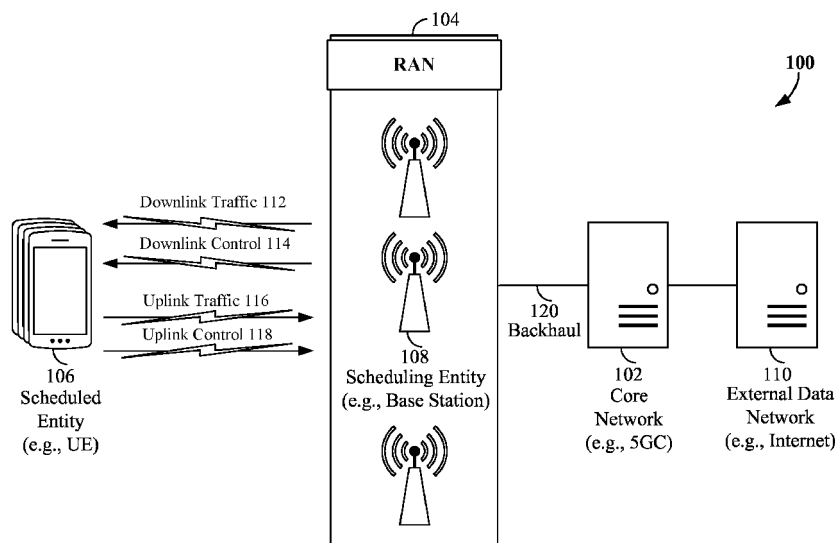 104
RAN
100
Downlink Traffic 112
Downlink Control 114
Uplink Traffic 116
Uplink Control 118
106
Scheduled
Entity
(e.g., UE)
108
Scheduling Entity
(e.g., Base Station)
120
Backhaul
102
Core
Network
(e.g., 5GC)
110
External Data
Network
(e.g., Internet)